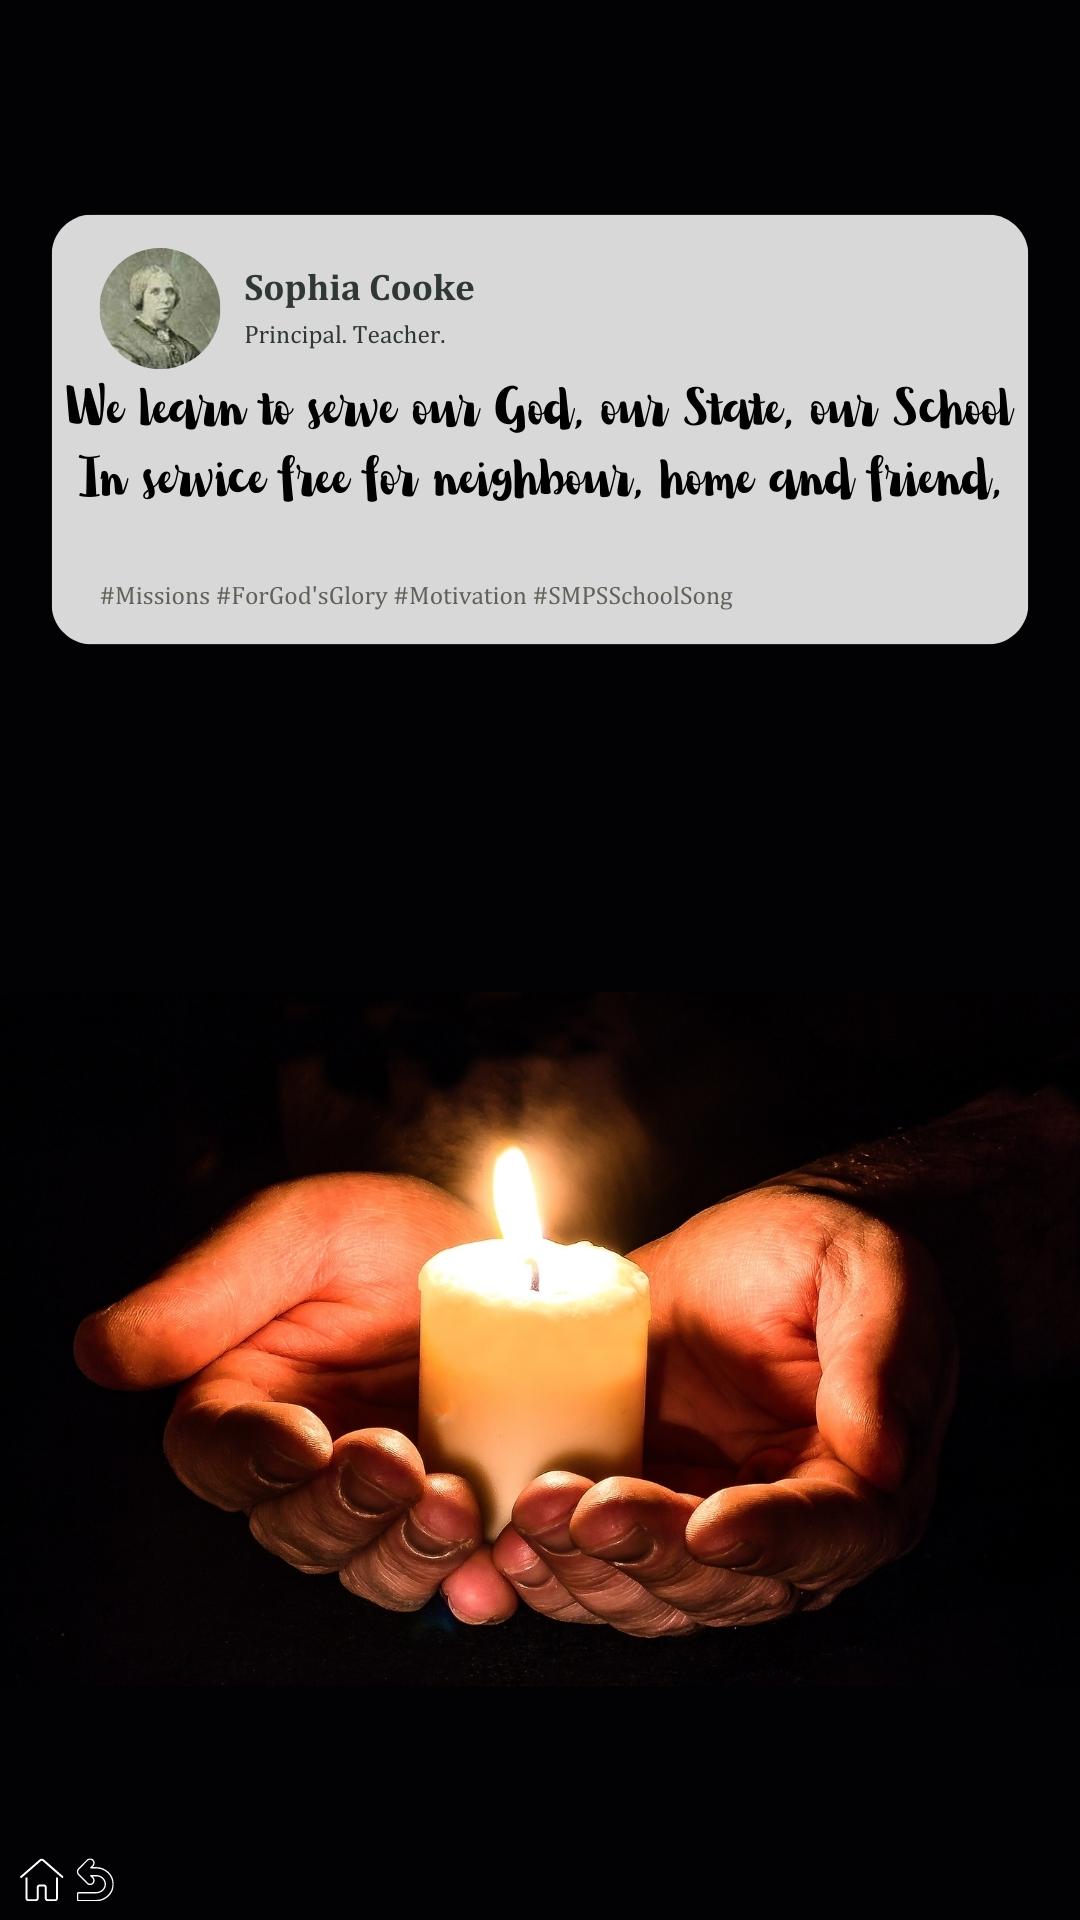 Sophia Cooke
Principal. Teacher.
We learn to serve our God, our State, our School
In service free for neighbour, home and friend,
#Missions #ForGod'sGlory #Motivation #SMPSSchoolSong